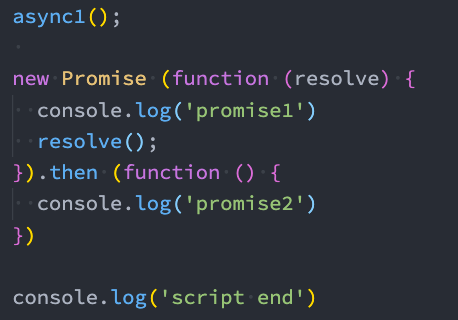 async1();
new Promise (function (resolve) {
  console.log('promise1')
  resolve();
}).then (function () {
  console.log('promise2')
})
console.log('script end')